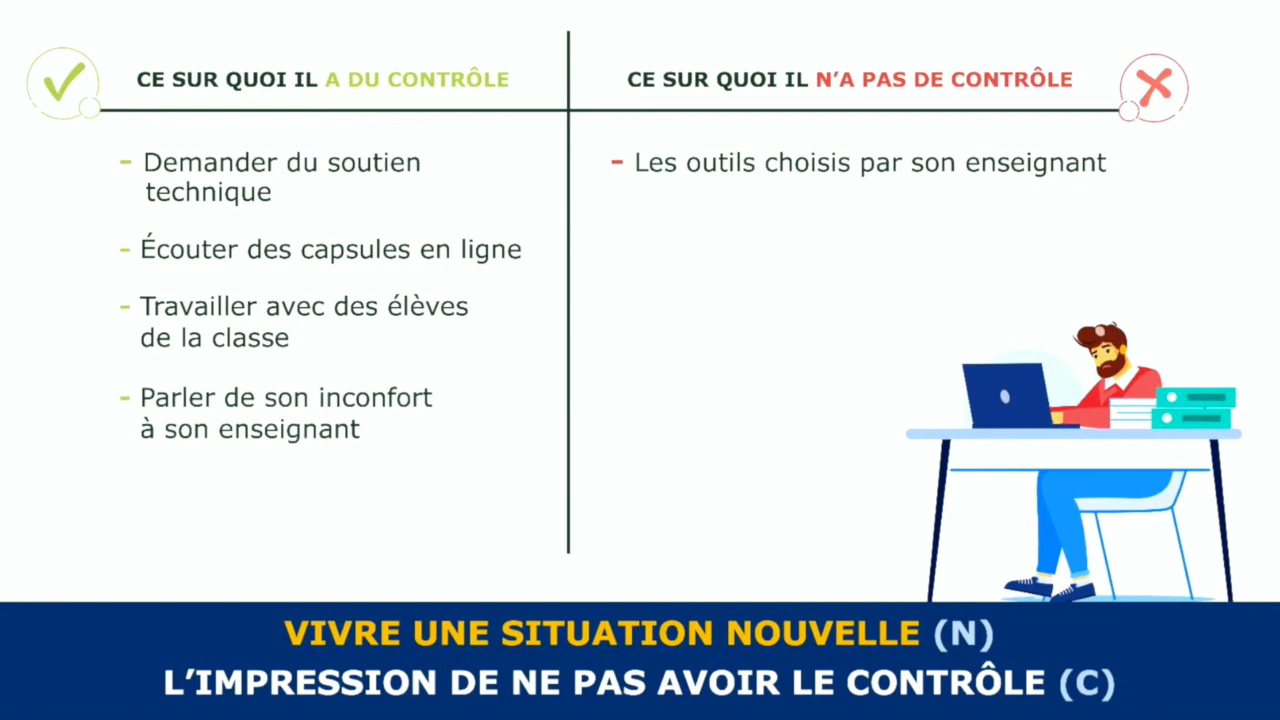 CE SUR QUOI IL A DU CONTRÔLE
- Demander du soutien
technique
- Écouter des capsules en ligne
- Travailler avec des élèves
de la classe
- Parler de son inconfort
à son enseignant
CE SUR QUOI IL N’A PAS DE CONTRÔLE
- Les outils choisis par son enseignant
VIVRE UNE SITUATION NOUVELLE (N)
L’IMPRESSION DE NE PAS AVOIR LE CONTRÔLE (C)